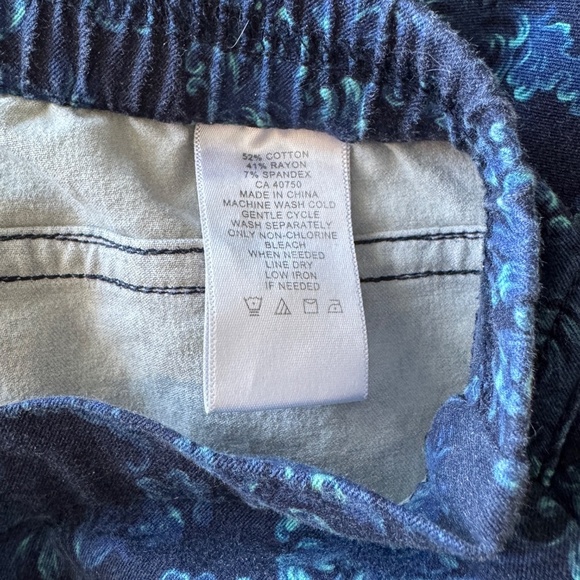 52% COTTON
41% RAYON
7% SPANDEX
CA 40750
MADE IN CHINA
MACHINE WASH COLD
GENTLE CYCLE
WASH SEPARATELY
ONLY NON-CHLORINE
BLEACH
WHEN NEEDED
LINE DRY
LOW IRON
IF NEEDED